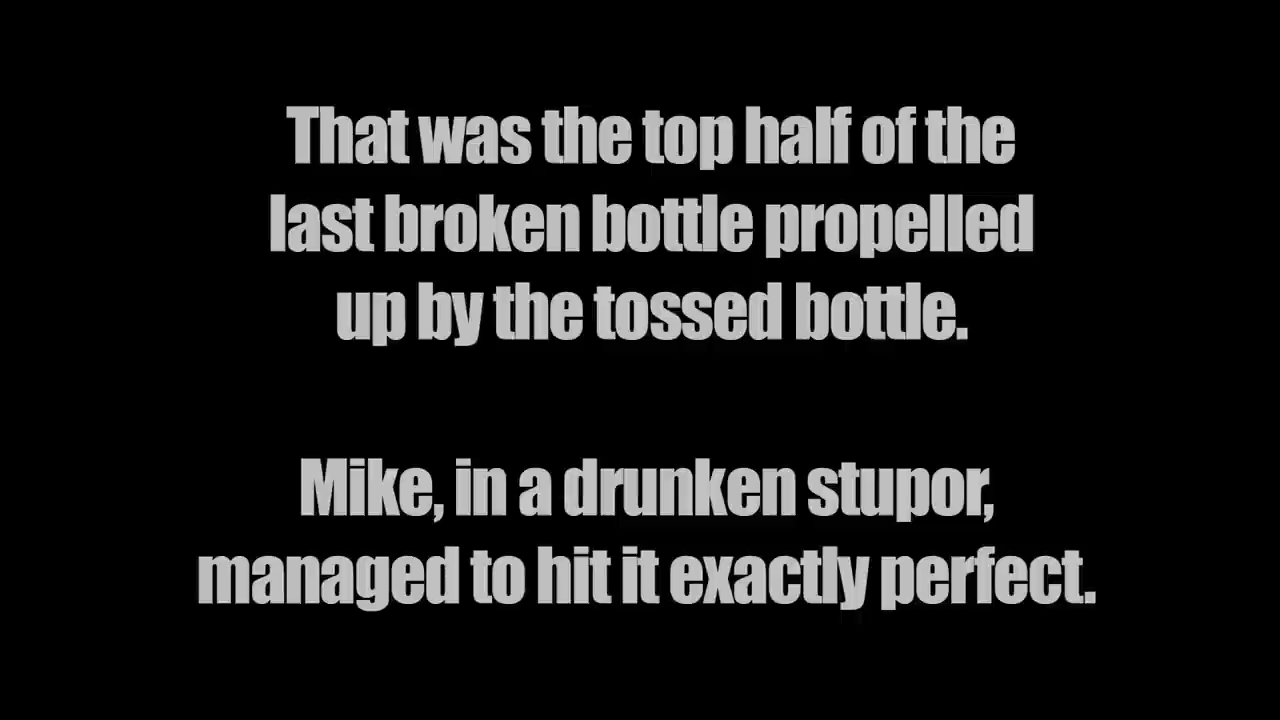 That was the top half of the
last broken bottle propelled
up by the tossed bottle.
Mike, in a drunken stupor,
managed to hit it exactly perfect.